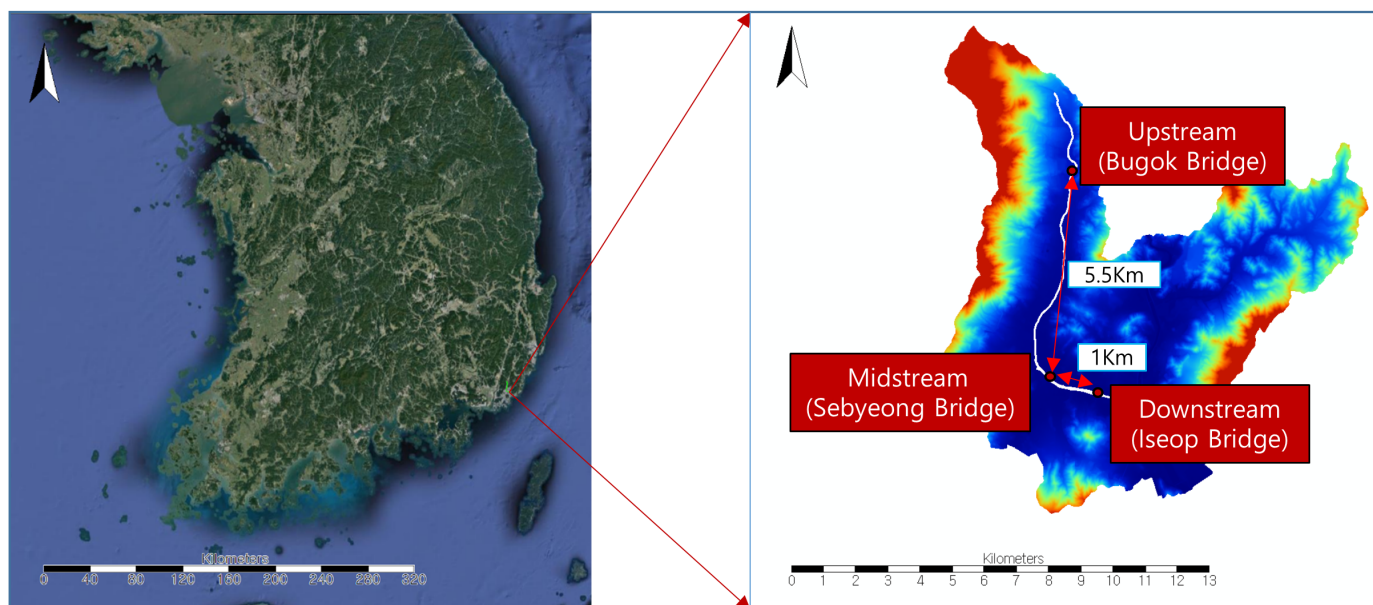 Upstream
(Bugok Bridge)
5.5Km
1Km
Midstream
(Sebyeong Bridge)
Downstream
(Iseop Bridge)
Kilometers
0 40 80 120 160 200 240 280 320
Kilometers
0 1 2 3 4 5 6 7 8 9 10 11 12 13